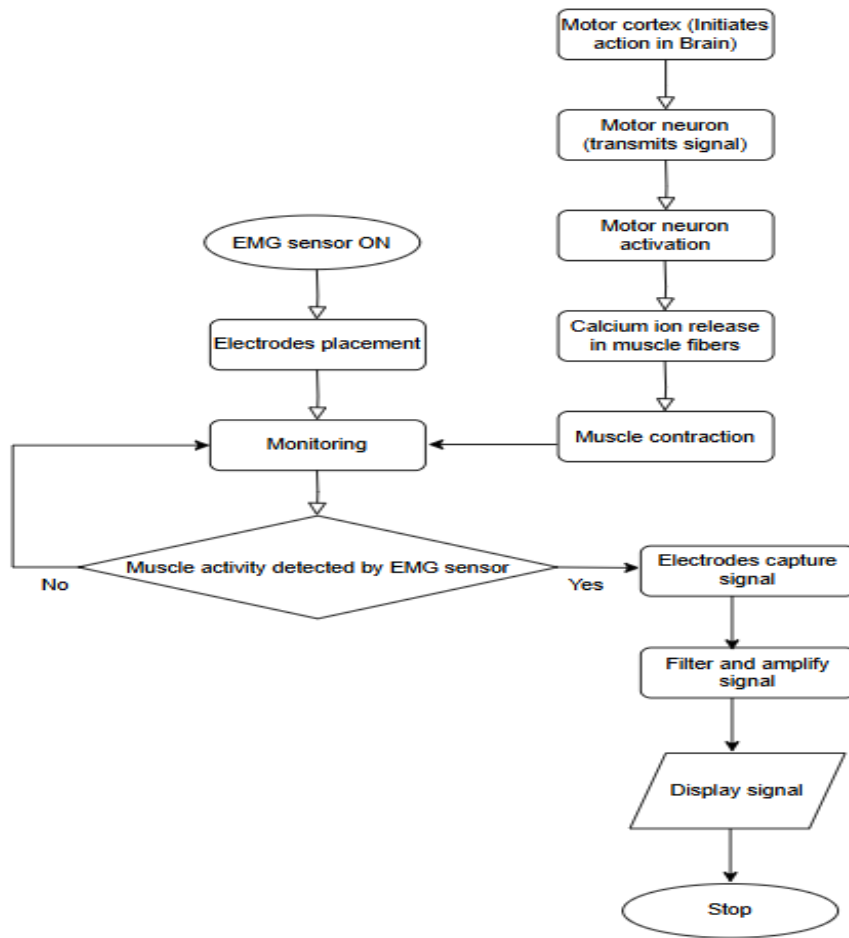 Motor cortex (Initiates
action in Brain)
Motor neuron
(transmits signal)
Motor neuron
activation
EMG sensor ON
Calcium ion release
in muscle fibers
Electrodes placement
Muscle contraction
Monitoring
Muscle activity detected by EMG sensor
No
Yes
Electrodes capture
signal
Filter and amplify
signal
Display signal
Stop